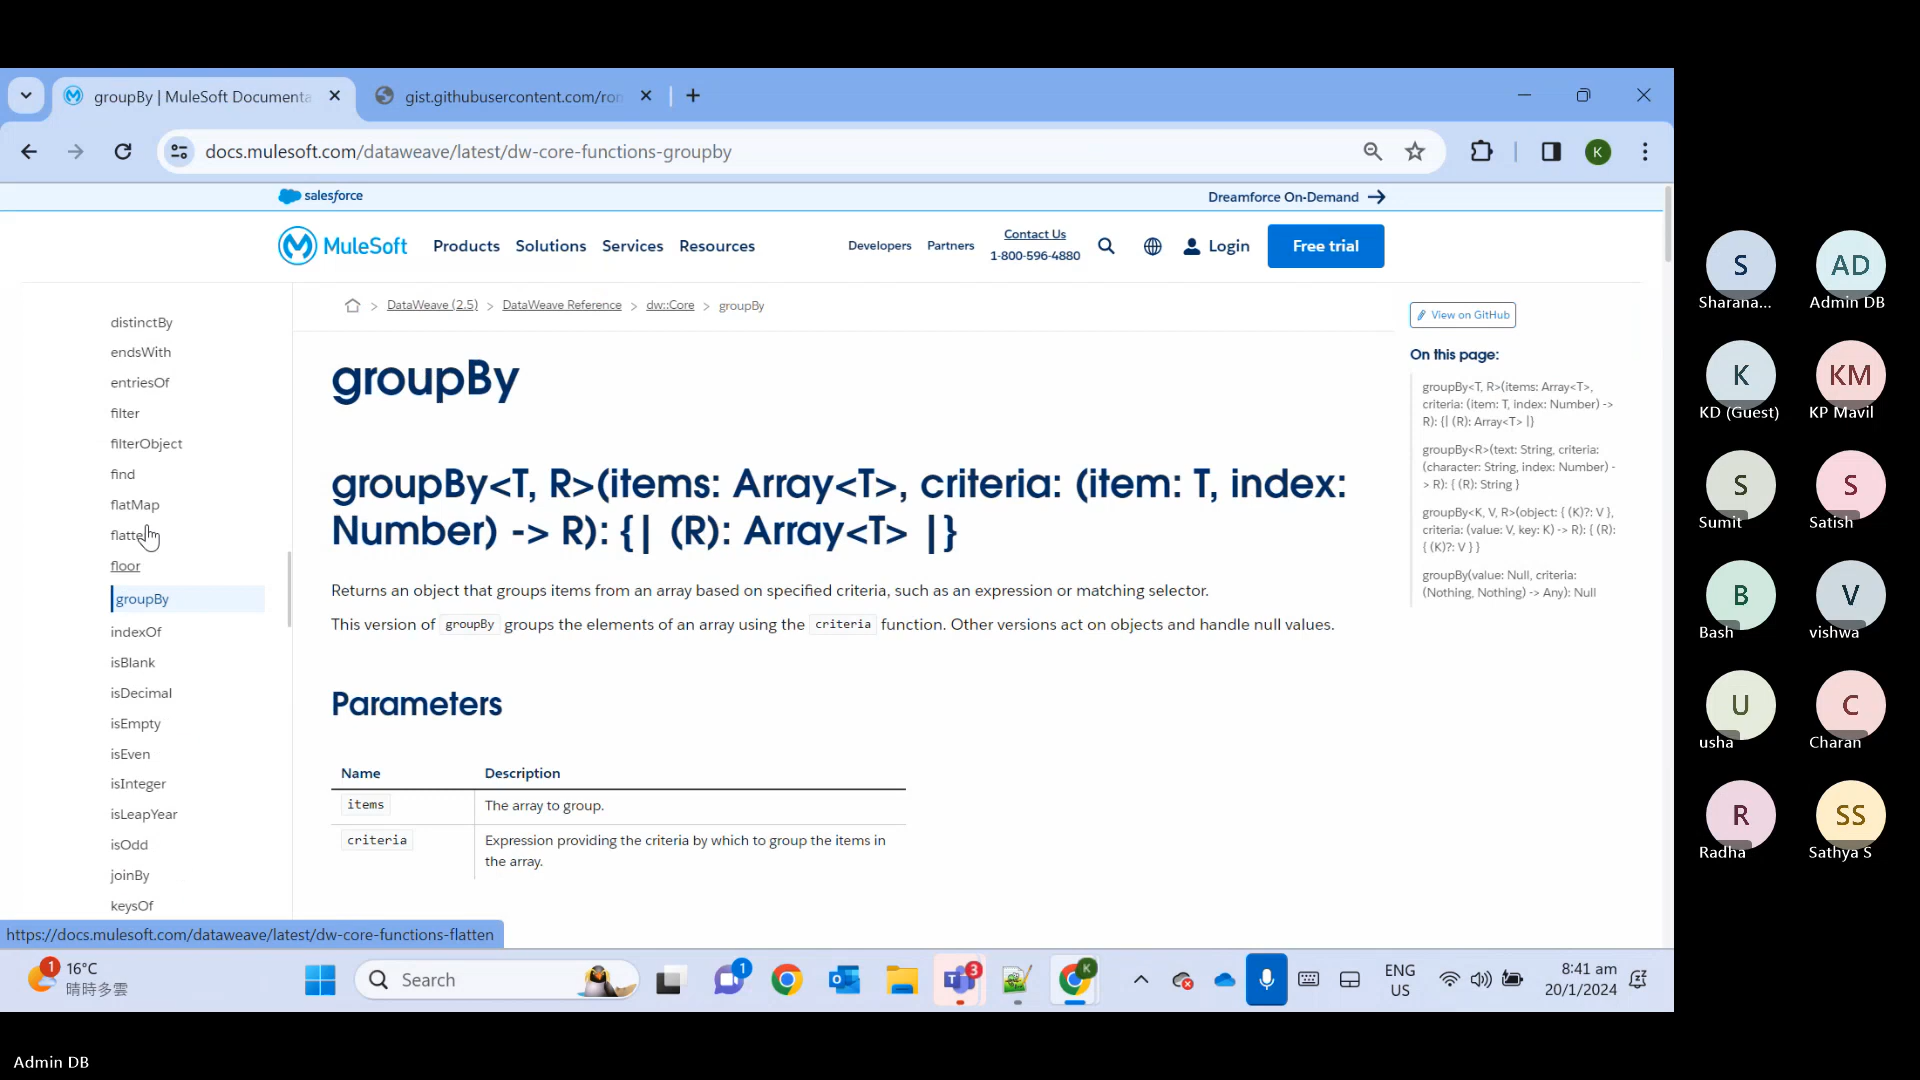 groupBy | MuleSoft Documenta
gist.githubusercontent.com/ror
docs.mulesoft.com/dataweave/latest/dw-core-functions-groupby
K
salesforce
Dreamforce On-Demand
MuleSoft
Products
Solutions
Services
Resources
Developers
Partners
Contact Us
1-800-596-4880
Login
Free trial
distinctBy
endsWith
entriesOf
filter
filterObject
find
flatMap
floor
groupBy
indexOf
isBlank
isDecimal
isEmpty
isEven
isInteger
isLeapYear
isOdd
joinBy
keysOf
> DataWeave (2.5) > DataWeave Reference > dw::Core > groupBy
groupBy
groupBy<T, R>(items: Array<T>, criteria: (item: T, index:
Number) -> R): {| (R): Array<T> |}
Returns an object that groups items from an array based on specified criteria, such as an expression or matching selector.
This version of groupBy groups the elements of an array using the criteria function. Other versions act on objects and handle null values.
Parameters
Name Description
items The array to group.
criteria Expression providing the criteria by which to group the items in
the array.
View on GitHub
On this page:
groupBy<T, R>(items: Array<T>,
criteria: (item: T, index: Number) ->
R): {| (R): Array<T> |}
groupBy<R>(text: String, criteria:
(character: String, index: Number) -
> R): { (R): String }
groupBy<K, V, R>(object: { (K)?: V },
criteria: (value: V, key: K) -> R): { (R):
{ (K)?: V } }
groupBy(value: Null, criteria:
(Nothing, Nothing) -> Any): Null
https://docs.mulesoft.com/dataweave/latest/dw-core-functions-flatten
1
16°C
晴時多雲
Search
1
3
K
ENG
US
8:41 am
20/1/2024
S
Sharana...
AD
Admin DB
K
KD (Guest)
KM
KP Mavil
S
Sumit
S
Satish
B
Bash
V
vishwa
U
usha
C
Charan
R
Radha
SS
Sathya S
Admin DB